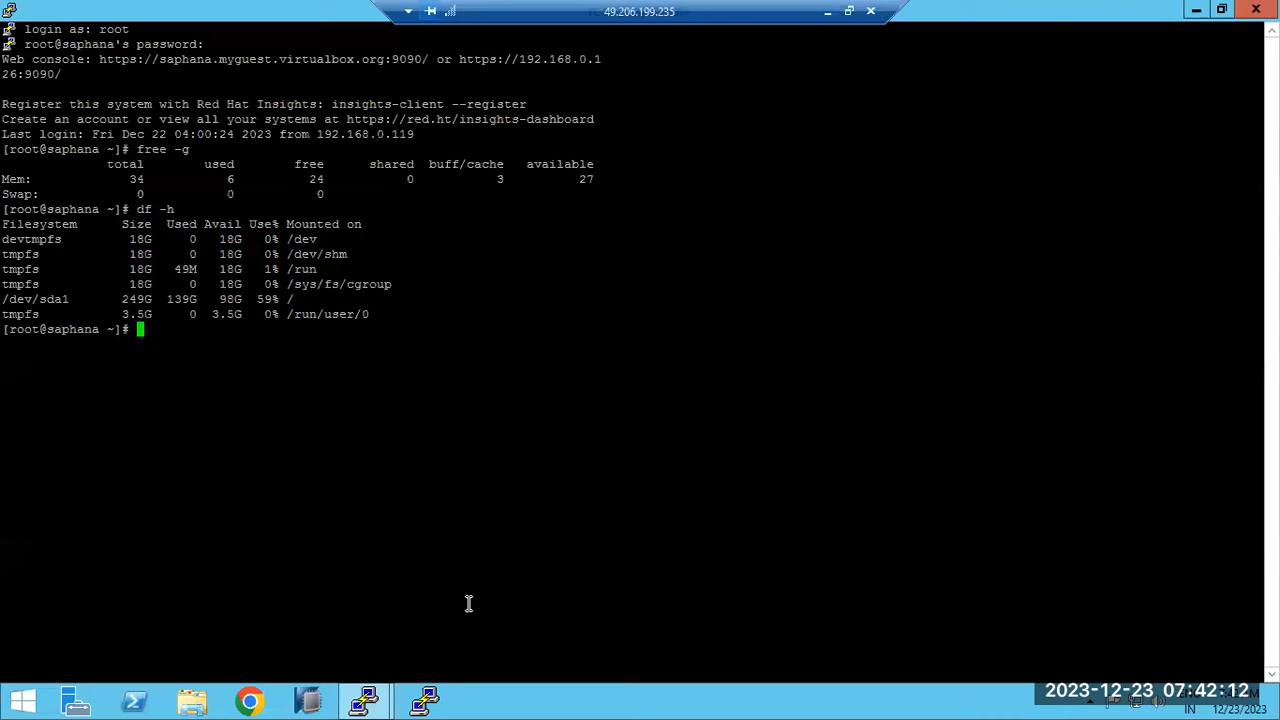 49.206.199.235
login as: root
root@saphana's password:
Web console: https://saphana.myguest.virtualbox.org:9090/ or https://192.168.0.1
26:9090/
Register this system with Red Hat Insights: insights-client --register
Create an account or view all your systems at https://red.ht/insights-dashboard
Last login: Fri Dec 22 04:00:24 2023 from 192.168.0.119
[root@saphana ~]# free -g
total used free shared buff/cache available
Mem: 34 6 24 0 3 27
Swap: 0 0 0
[root@saphana ~]# df -h
Filesystem Size Used Avail Use% Mounted on
devtmpfs 18G 0 18G 0% /dev
tmpfs 18G 0 18G 0% /dev/shm
tmpfs 18G 49M 18G 1% /run
tmpfs 18G 0 18G 0% /sys/fs/cgroup
/dev/sda1 249G 139G 98G 59% /
tmpfs 3.5G 0 3.5G 0% /run/user/0
[root@saphana ~]#
2023-12-23 07:42:12
IN 12/23/2023